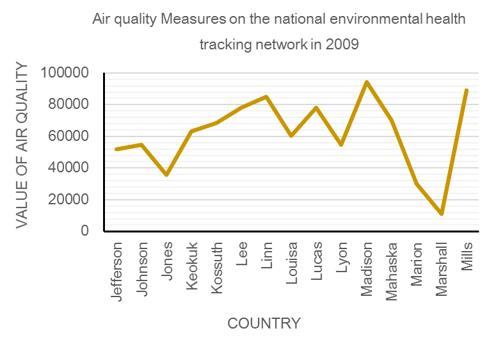 Air quality Measures on the national environmental health
tracking network in 2009
VALUE OF AIR QUALITY
100000
80000
60000
40000
20000
0
Jefferson
Johnson
Jones
Keokuk
Kossuth
Lee
Linn
Louisa
Lucas
Lyon
Madison
Mahaska
Marion
Marshall
Mills
COUNTRY